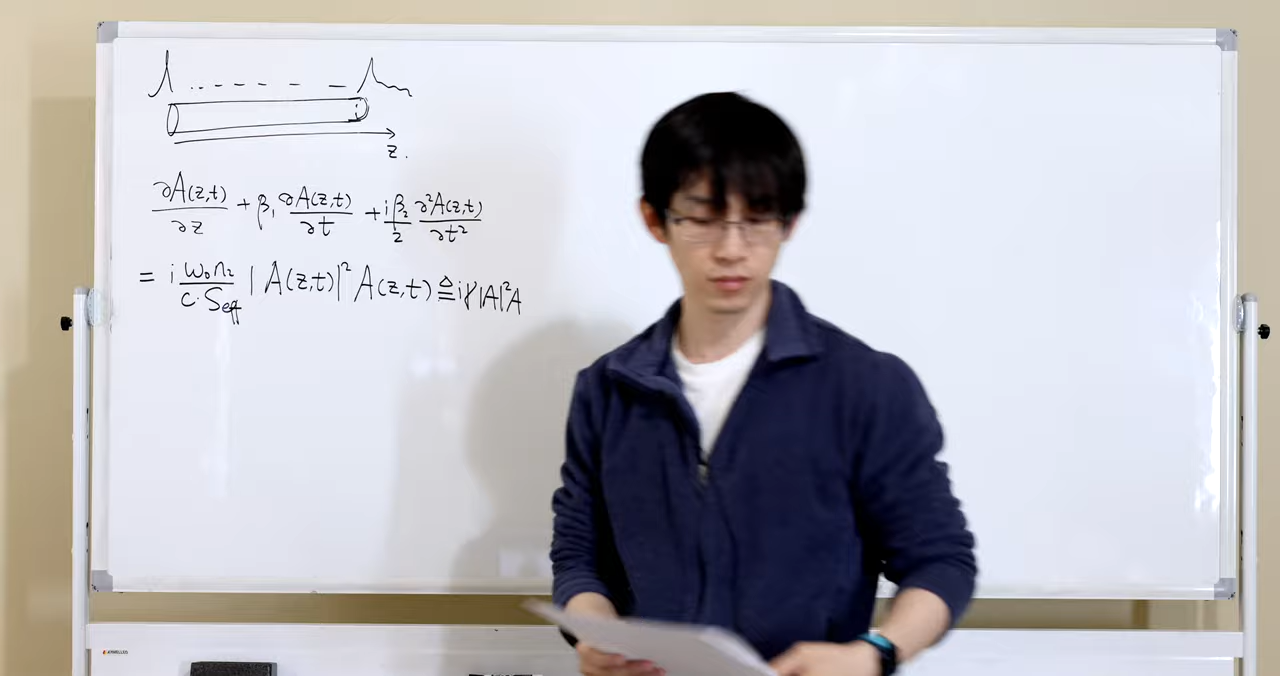 z.
∂A(z,t)/∂z + β₁ ∂A(z,t)/∂t + iβ₂/2 ∂²A(z,t)/∂t²
= i ω₀n₂/c·S_eff |A(z,t)|² A(z,t) ≜ iγ|A|²A